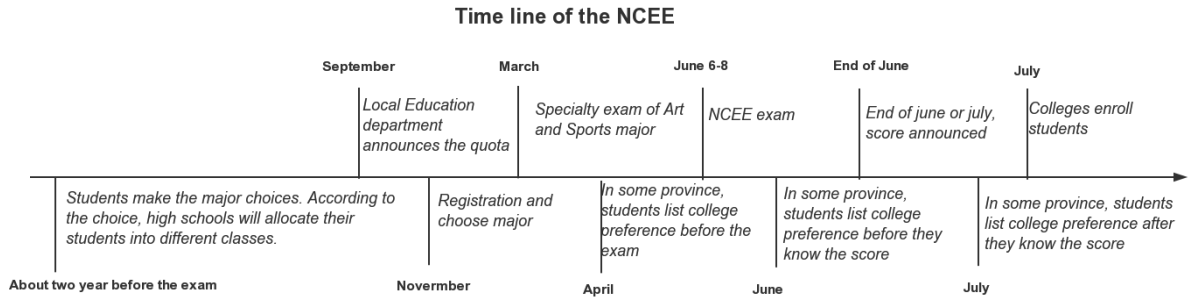 Time line of the NCEE
September
March
June 6-8
End of June
July
Local Education
department
announces the quota
Specialty exam of Art
and Sports major
NCEE exam
End of june or july,
score announced
Colleges enroll
students
Students make the major choices. According to
the choice, high schools will allocate their
students into different classes.
Registration and
choose major
In some province,
students list college
preference before the
exam
In some province,
students list college
preference before they
know the score
In some province, students
list college preference after
they know the score
About two year before the exam
Novermber
April
June
July